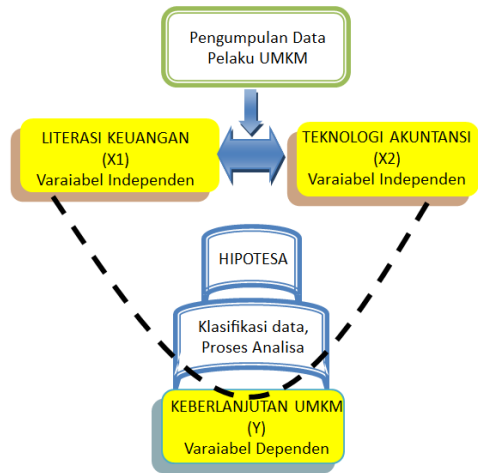 Pengumpulan Data
Pelaku UMKM
LITERASI KEUANGAN
(X1)
Varaiabel Independen
TEKNOLOGI AKUNTANSI
(X2)
Varaiabel Independen
HIPOTESA
Klasifikasi data,
Proses Analisa
KEBERLANJUTAN UMKM
(Y)
Varaiabel Dependen